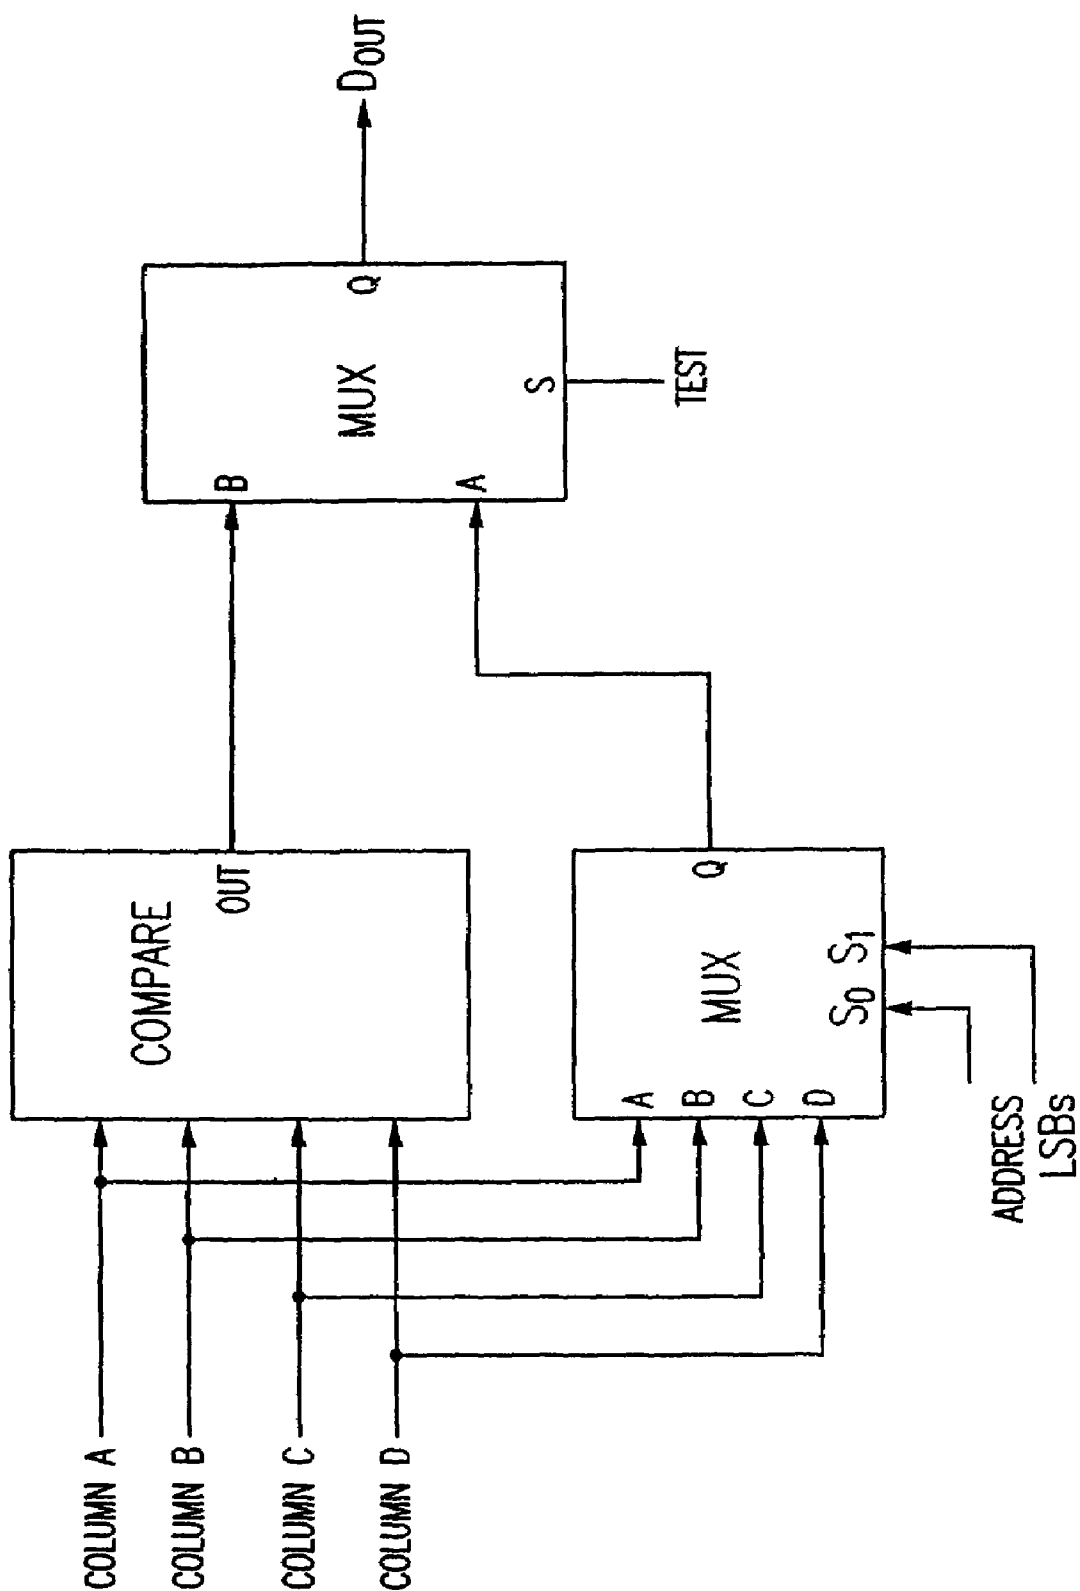 COLUMN A
COLUMN B
COLUMN C
COLUMN D
COMPARE
OUT
B
MUX
A
Q
S
DOUT
TEST
A
B
C
D
MUX
Q
S0 S1
ADDRESS
LSBs